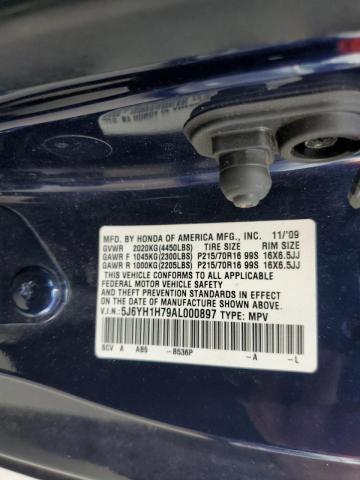 MFD. BY HONDA OF AMERICA MFG., INC. 11/'09
GVWR 2020KG(4450LBS) TIRE SIZE RIM SIZE
GAWR F 1045KG(2300LBS) P215/70R16 99S 16X6.5JJ
GAWR R 1000KG(2205LBS) P215/70R16 99S 16X6.5JJ
THIS VEHICLE CONFORMS TO ALL APPLICABLE
FEDERAL MOTOR VEHICLE SAFETY
AND THEFT PREVENTION STANDARDS IN EFFECT ON
THE DATE OF MANUFACTURE SHOWN ABOVE.
V.I.N.: 5J6YH1H79AL000897 TYPE: MPV
SCV A AB5 - B536P -A -L